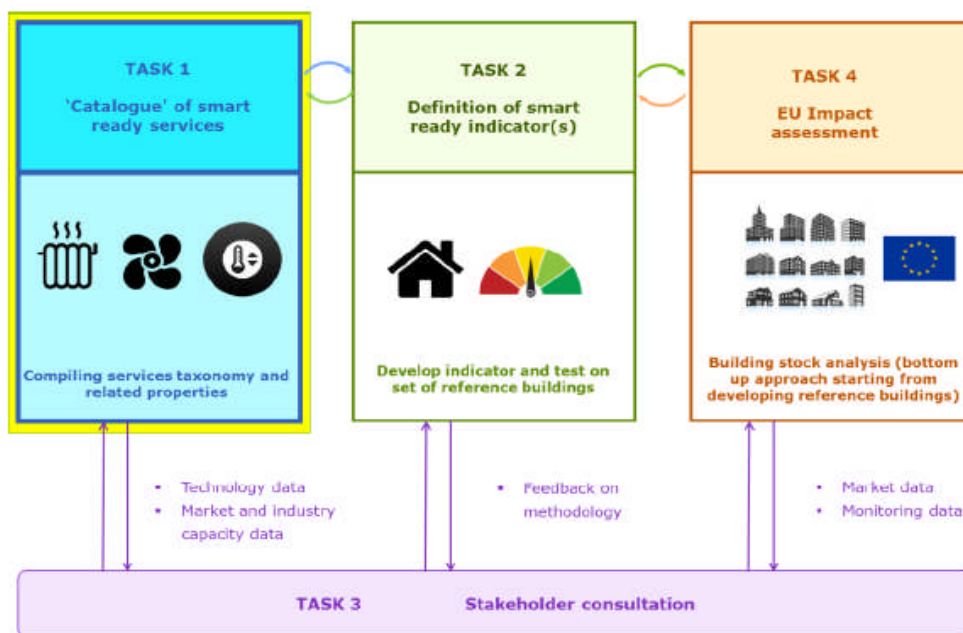 TASK 1
‘Catalogue’ of smart
ready services
Compiling services taxonomy and
related properties
TASK 2
Definition of smart
ready indicator(s)
Develop indicator and test on
set of reference buildings
TASK 4
EU Impact
assessment
Building stock analysis (bottom
up approach starting from
developing reference buildings)
▪ Technology data
▪ Market and industry
capacity data
▪ Feedback on
methodology
• Market data
• Monitoring data
TASK 3 Stakeholder consultation